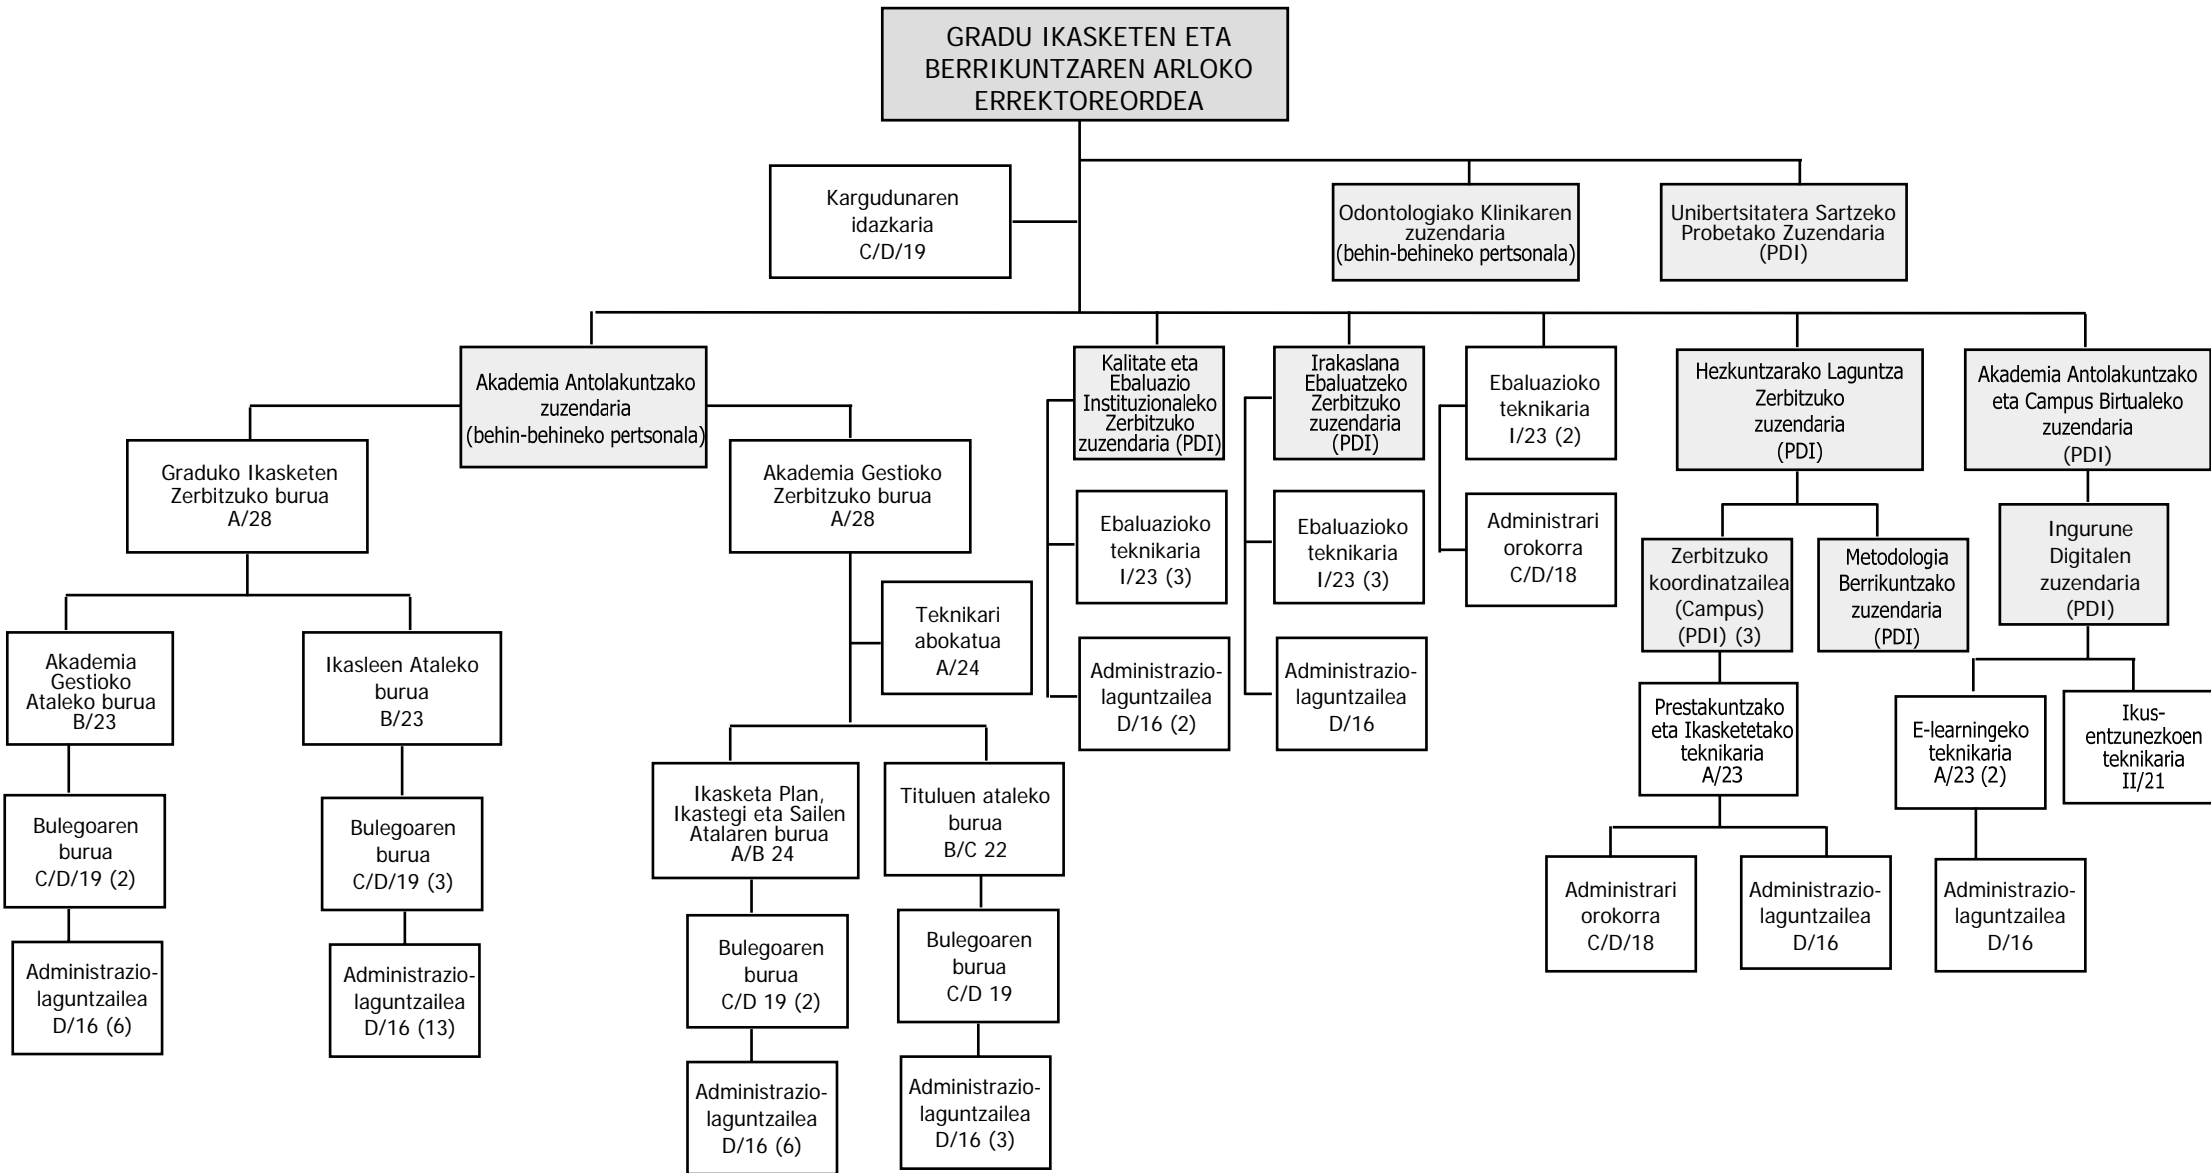 GRADU IKASKETEN ETA
BERRIKUNTZAREN ARLOKO
ERREKTOREORDEA
Kargudunaren
idazkaria
C/D/19
Odontologiako Klinikaren
zuzendaria
(behin-behineko pertsonala)
Unibertsitatera Sartzeko
Probetako Zuzendaria
(PDI)
Akademia Antolakuntzako
zuzendaria
(behin-behineko pertsonala)
Kalitate eta
Ebaluazio
Instituzionaleko
Zerbitzuko
zuzendaria (PDI)
Irakaslana
Ebaluatzeko
Zerbitzuko
zuzendaria
(PDI)
Ebaluazioko
teknikaria
I/23 (2)
Hezkuntzarako Laguntza
Zerbitzuko
zuzendaria
(PDI)
Akademia Antolakuntzako
eta Campus Birtualeko
zuzendaria
(PDI)
Graduko Ikasketen
Zerbitzuko burua
A/28
Akademia Gestioko
Zerbitzuko burua
A/28
Ebaluazioko
teknikaria
I/23 (3)
Ebaluazioko
teknikaria
I/23 (3)
Administrari
orokorra
C/D/18
Zerbitzuko
koordinatzailea
(Campus)
(PDI) (3)
Metodologia
Berrikuntzako
zuzendaria
(PDI)
Ingurune
Digitalen
zuzendaria
(PDI)
Teknikari
abokatua
A/24
Akademia
Gestioko
Ataleko burua
B/23
Ikasleen Ataleko
burua
B/23
Administrazio-
laguntzailea
D/16 (2)
Administrazio-
laguntzailea
D/16
Prestakuntzako
eta Ikasketetako
teknikaria
A/23
E-learningeko
teknikaria
A/23 (2)
Ikus-
entzunezkoen
teknikaria
II/21
Ikasketa Plan,
Ikastegi eta Sailen
Atalaren burua
A/B 24
Tituluen ataleko
burua
B/C 22
Bulegoaren
burua
C/D/19 (2)
Bulegoaren
burua
C/D/19 (3)
Administrari
orokorra
C/D/18
Administrazio-
laguntzailea
D/16
Administrazio-
laguntzailea
D/16
Bulegoaren
burua
C/D 19 (2)
Bulegoaren
burua
C/D 19
Administrazio-
laguntzailea
D/16 (6)
Administrazio-
laguntzailea
D/16 (13)
Administrazio-
laguntzailea
D/16 (6)
Administrazio-
laguntzailea
D/16 (3)